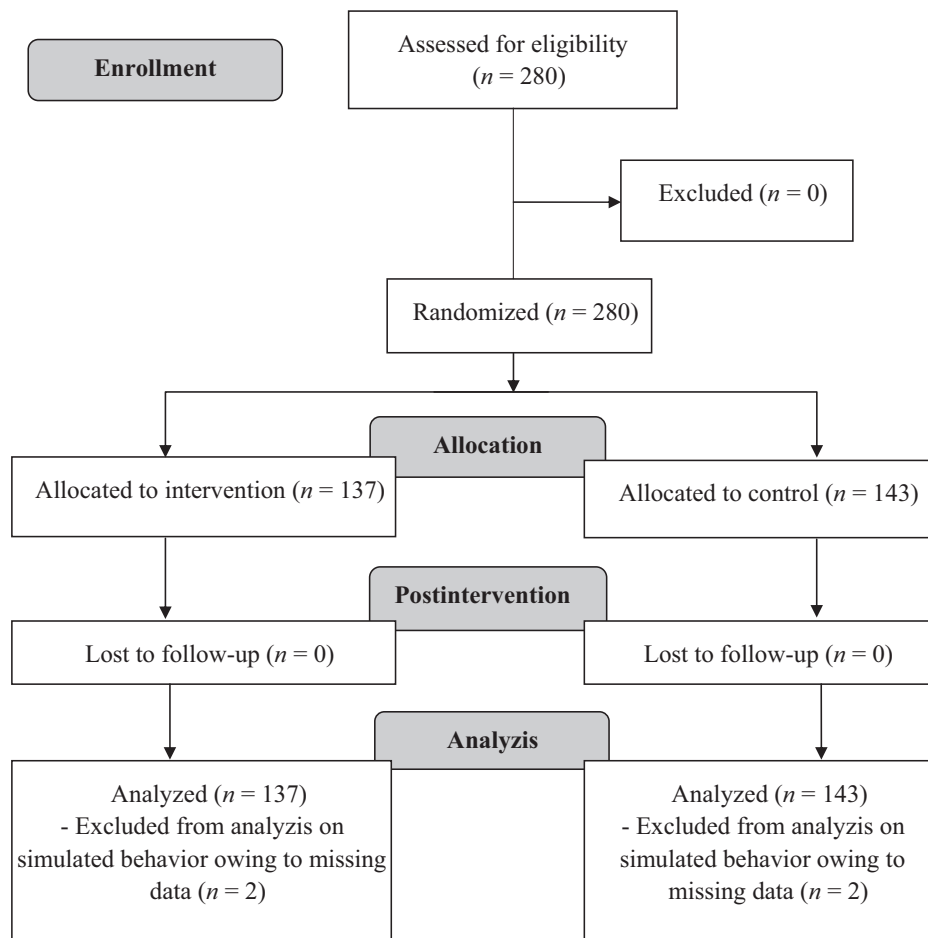 Enrollment
Assessed for eligibility
(n = 280)
Excluded (n = 0)
Randomized (n = 280)
Allocation
Allocated to intervention (n = 137)
Allocated to control (n = 143)
Postintervention
Lost to follow-up (n = 0)
Lost to follow-up (n = 0)
Analyzis
Analyzed (n = 137)
- Excluded from analyzis on
simulated behavior owing to missing
data (n = 2)
Analyzed (n = 143)
- Excluded from analyzis on
simulated behavior owing to
missing data (n = 2)